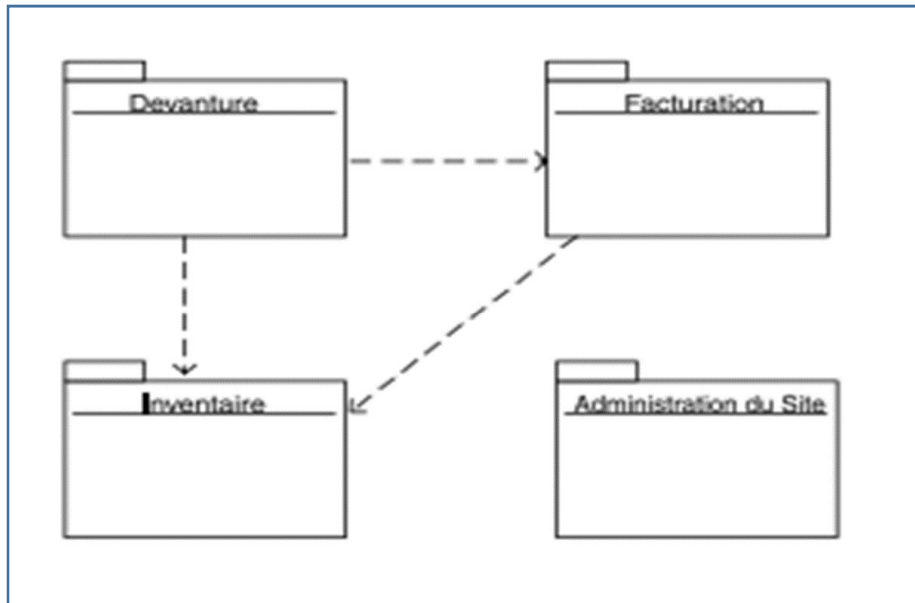 Devanture
Facturation
Inventaire
Administration du Site